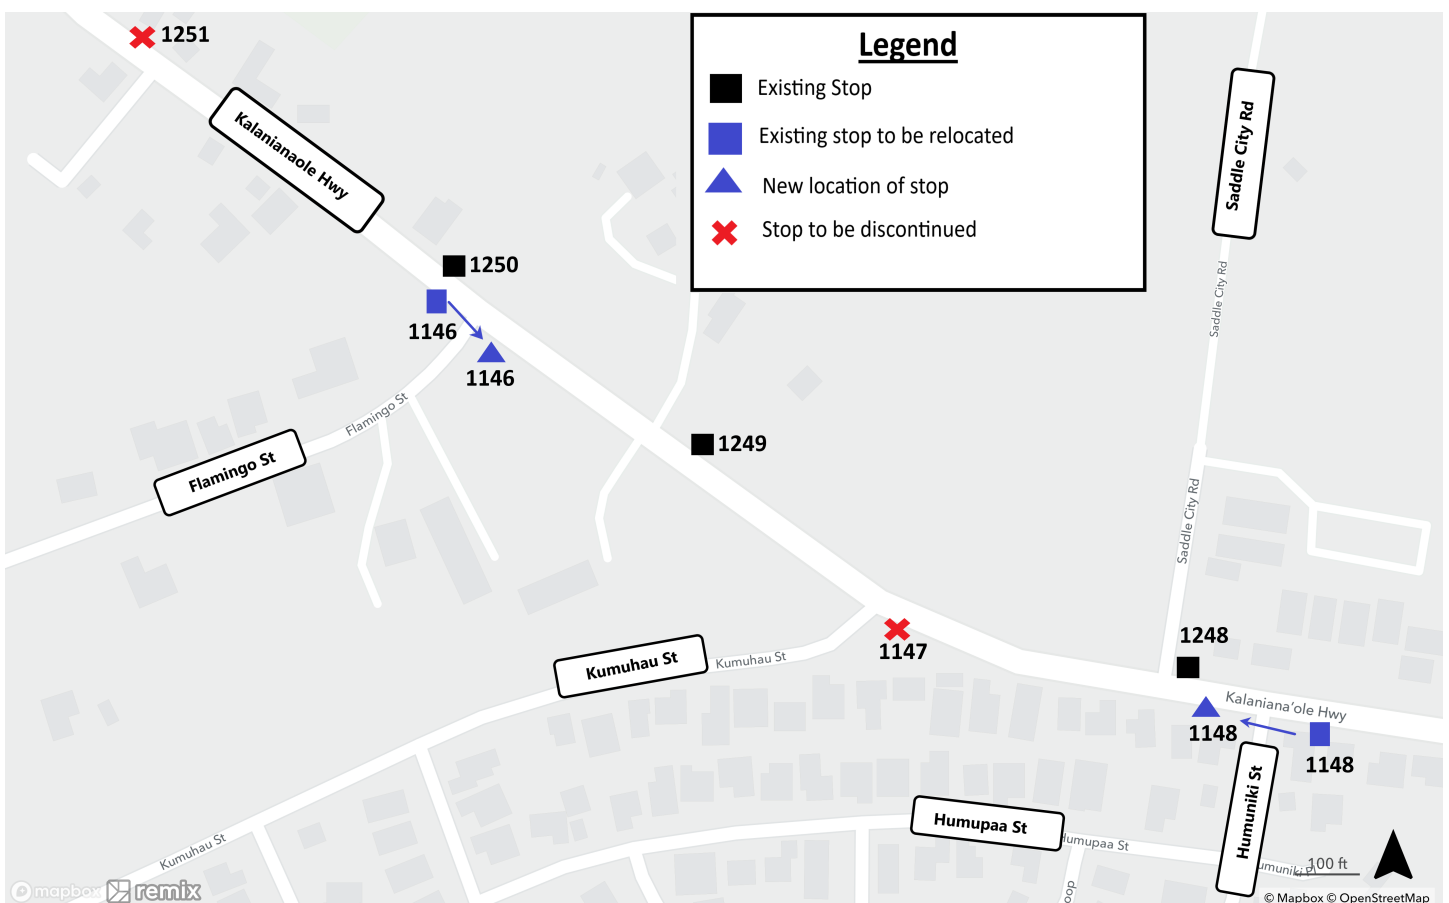 1251
Legend
Existing Stop
Existing stop to be relocated
New location of stop
Stop to be discontinued
Kalanianaole Hwy
Saddle City Rd
1250
1146
1146
Saddle City Rd
Flamingo St
Flamingo St
1249
Saddle City Rd
1147
1248
Kumuhau St
Kumuhau St
Kalaniana'ole Hwy
1148
1148
Humuniki St
Humupaa St
Humupaa St
Kumuhau St
100 ft
mapbox remix
© Mapbox © OpenStreetMap